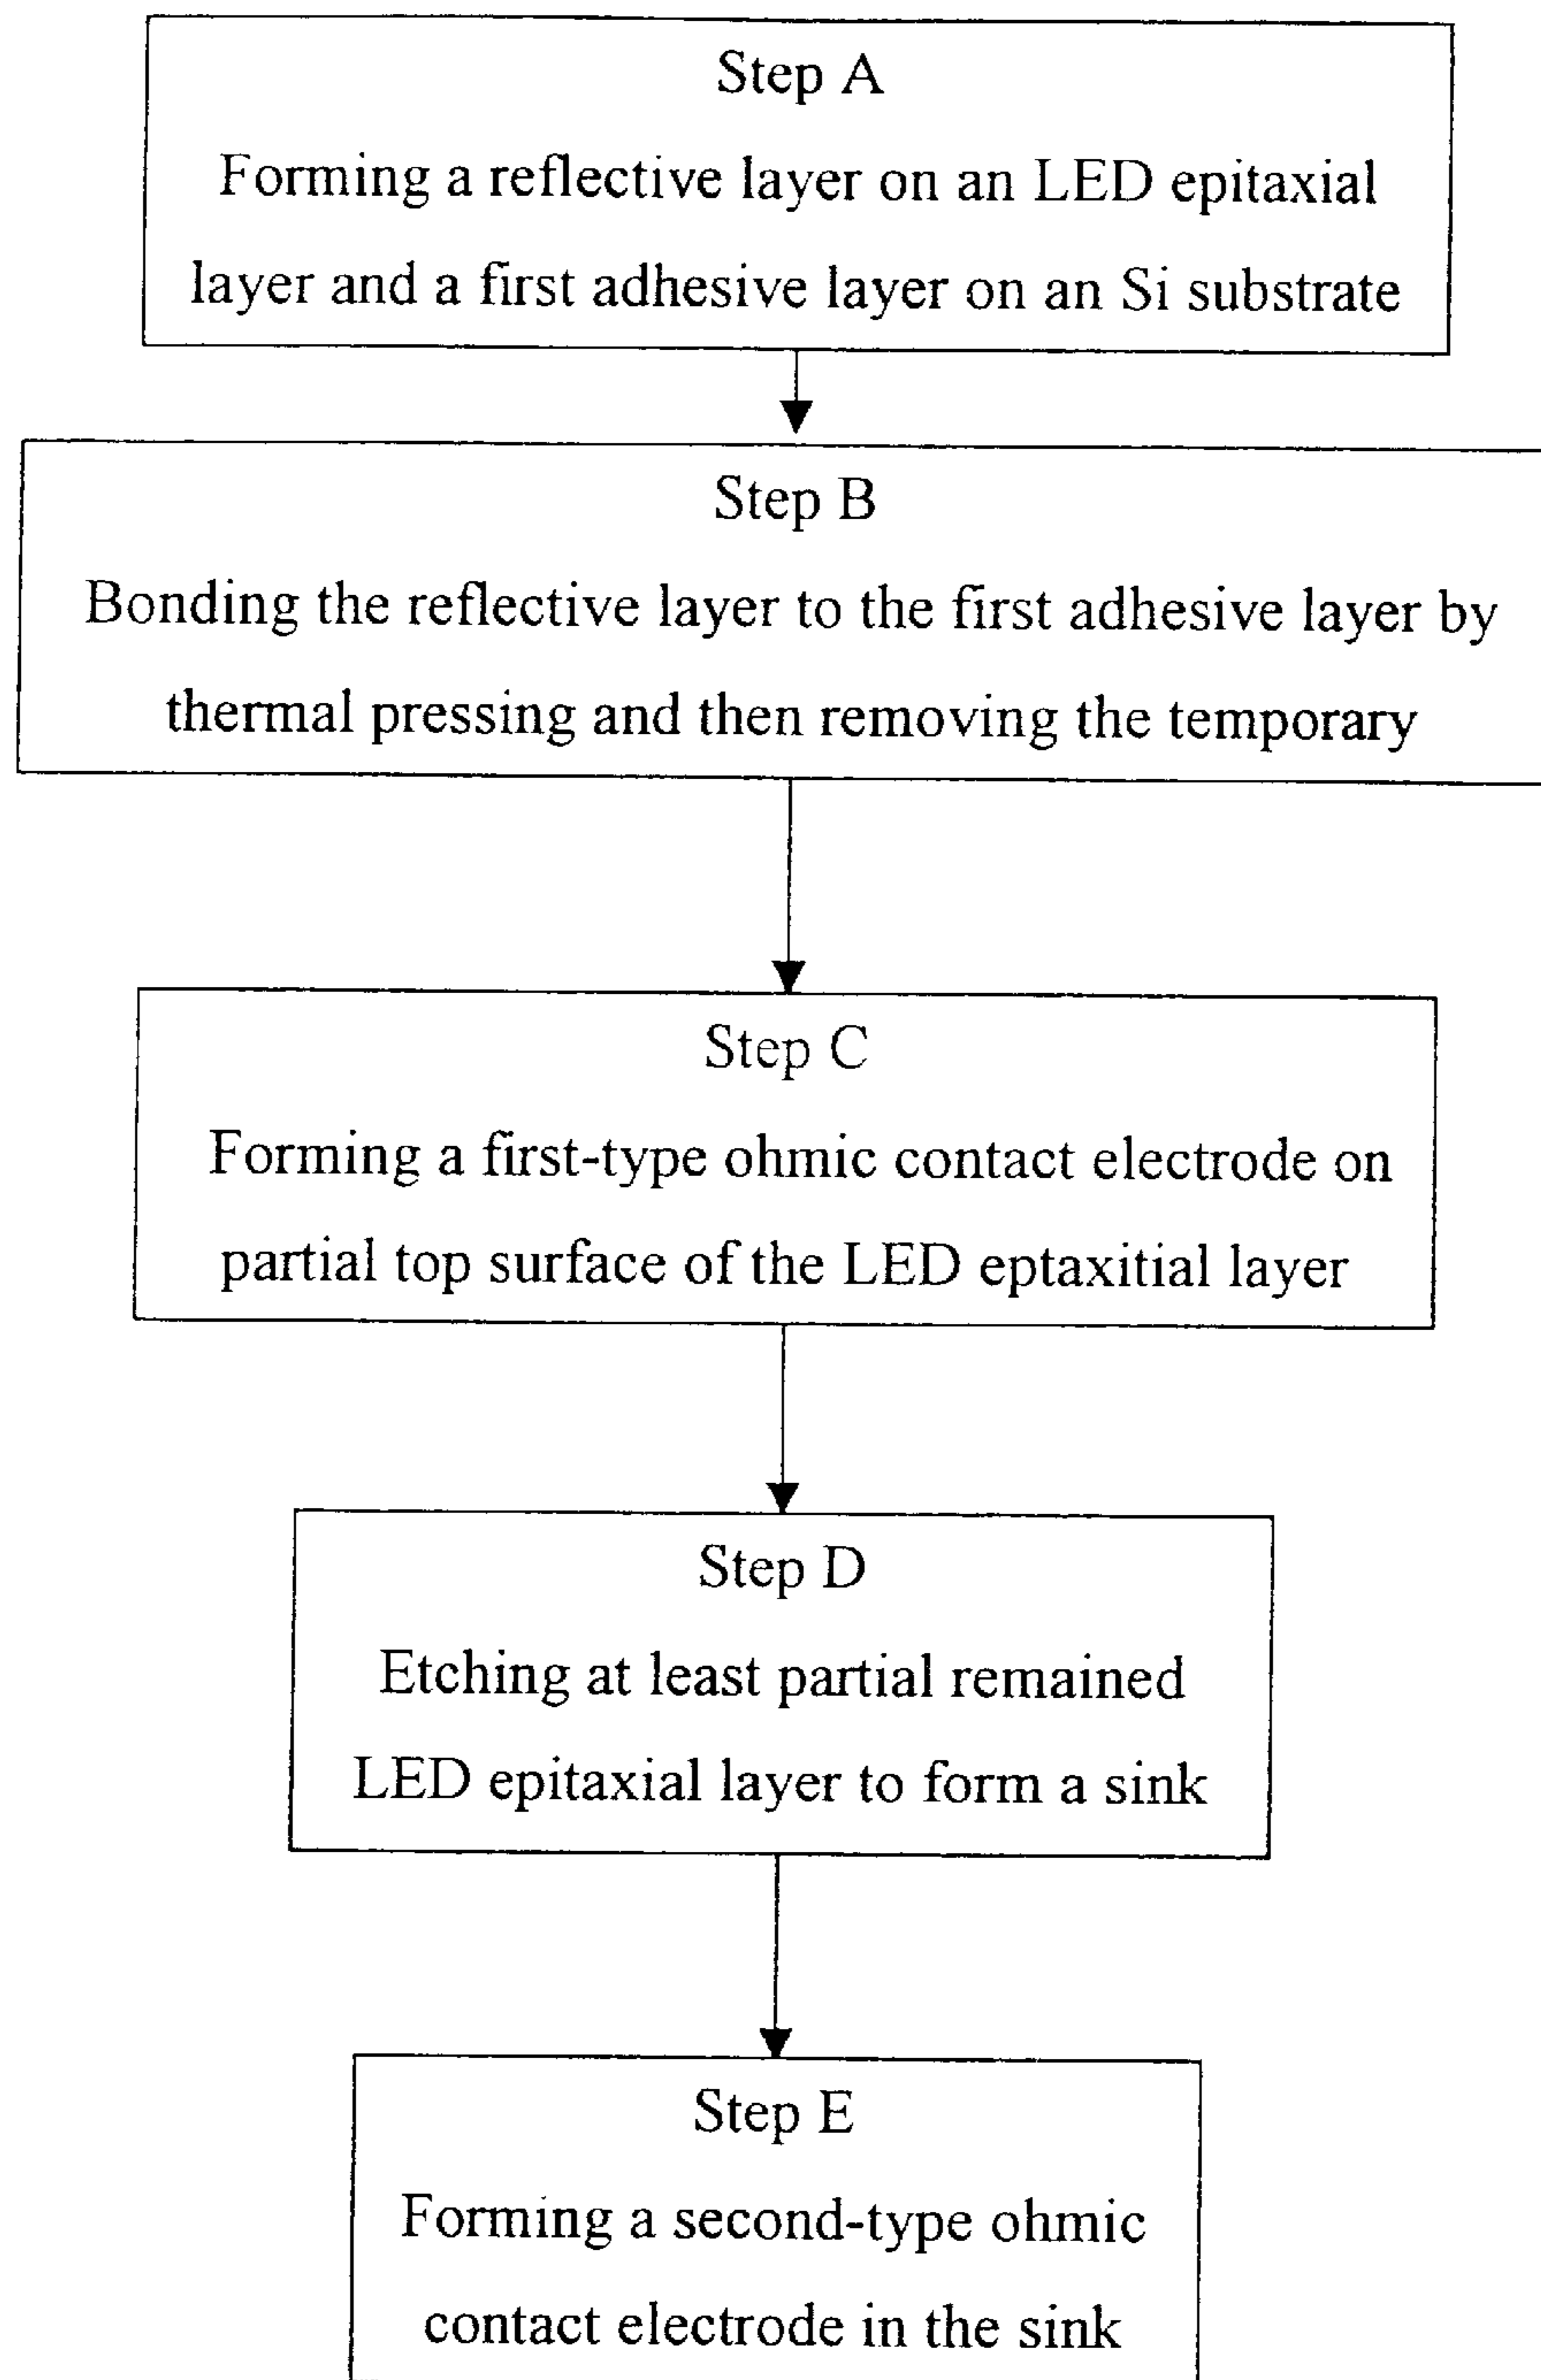 Step A
Forming a reflective layer on an LED epitaxial
layer and a first adhesive layer on an Si substrate
Step B
Bonding the reflective layer to the first adhesive layer by
thermal pressing and then removing the temporary
Step C
Forming a first-type ohmic contact electrode on
partial top surface of the LED eptaxitial layer
Step D
Etching at least partial remained
LED epitaxial layer to form a sink
Step E
Forming a second-type ohmic
contact electrode in the sink